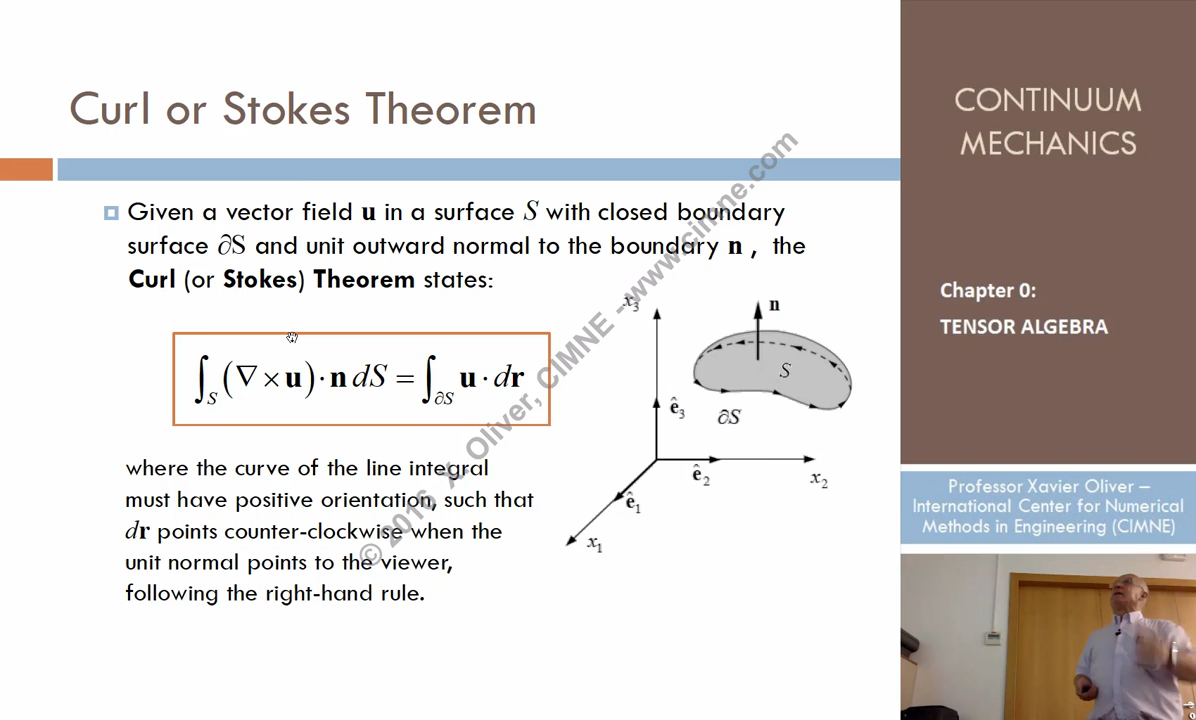 Curl or Stokes Theorem
Given a vector field u in a surface S with closed boundary
surface ∂S and unit outward normal to the boundary n , the
Curl (or Stokes) Theorem states:
∫_S (∇ × u) · n dS = ∫_∂S u · dr
where the curve of the line integral
must have positive orientation, such that
dr points counter-clockwise when the
unit normal points to the viewer,
following the right-hand rule.
x₃
n
S
ê₃
∂S
ê₂
x₂
ê₁
x₁
© 2016 X. Oliver, CIMNE - www.cimne.com
CONTINUUM
MECHANICS
Chapter 0:
TENSOR ALGEBRA
Professor Xavier Oliver –
International Center for Numerical
Methods in Engineering (CIMNE)